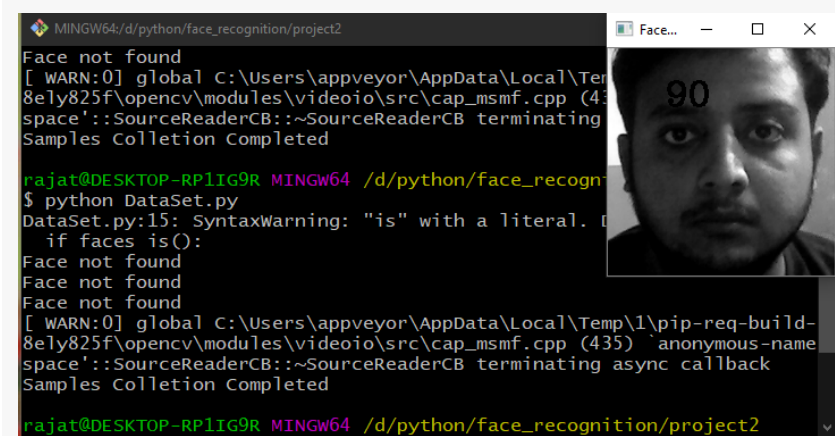 MINGW64:/d/python/face_recognition/project2
Face...
Face not found
[ WARN:0] global C:\Users\appveyor\AppData\Local\Ten
8ely825f\opencv\modules\videoio\src\cap_msmf.cpp (43
space'::SourceReaderCB::~SourceReaderCB terminating
Samples Colletion Completed
90
rajat@DESKTOP-RP1IG9R MINGW64 /d/python/face_recogn
$ python DataSet.py
DataSet.py:15: SyntaxWarning: "is" with a literal.
if faces is():
Face not found
Face not found
Face not found
[ WARN:0] global C:\Users\appveyor\AppData\Local\Temp\1\pip-req-build-
8ely825f\opencv\modules\videoio\src\cap_msmf.cpp (435) `anonymous-name
space'::SourceReaderCB::~SourceReaderCB terminating async callback
Samples Colletion Completed
rajat@DESKTOP-RP1IG9R MINGW64 /d/python/face_recognition/project2